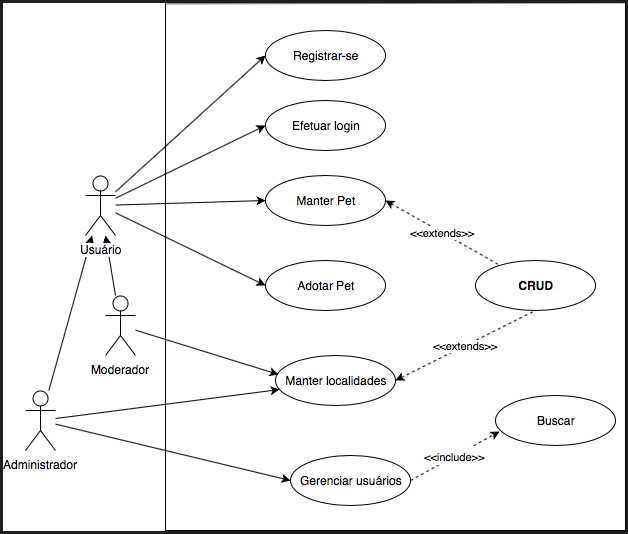 Registrar-se
Efetuar login
Manter Pet
<<extends>>
Usuário
Adotar Pet
CRUD
<<extends>>
Moderador
Manter localidades
Buscar
Administrador
<<include>>
Gerenciar usuários